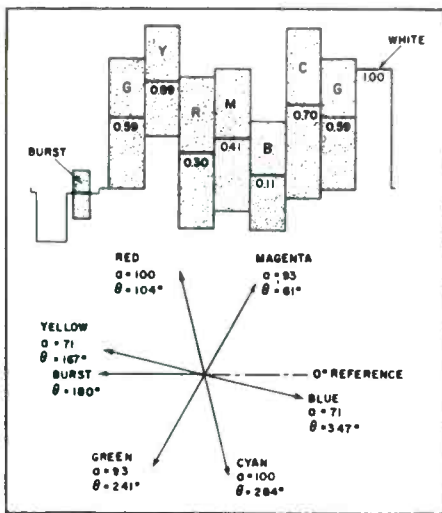 WHITE
Y
C
G
M
R
B
G
1.00
0.89
0.70
0.59
0.59
0.41
0.30
0.11
BURST
RED
a=100
θ=104°
MAGENTA
a=93
θ=61°
YELLOW
a=71
θ=167°
BURST
θ=180°
0° REFERENCE
BLUE
a=71
θ=347°
GREEN
a=93
θ=241°
CYAN
a=100
θ=284°